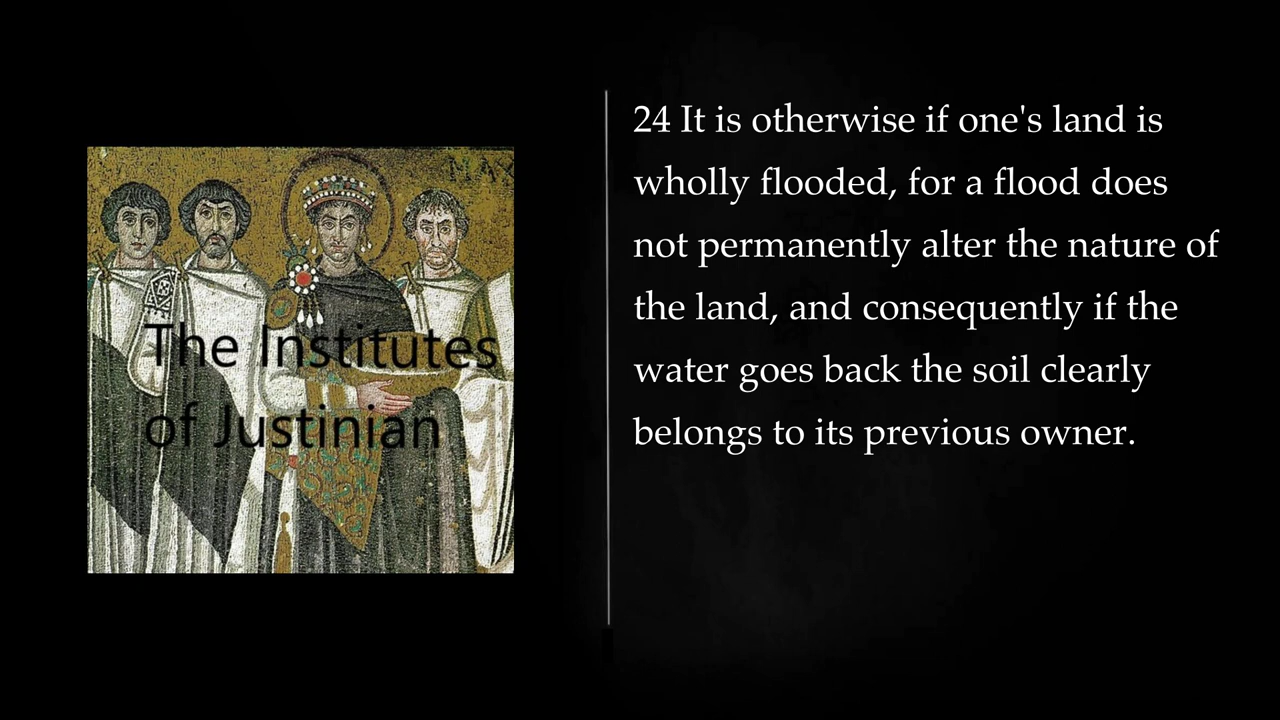 MAX
The Institutes
of Justinian
24 It is otherwise if one's land is
wholly flooded, for a flood does
not permanently alter the nature of
the land, and consequently if the
water goes back the soil clearly
belongs to its previous owner.